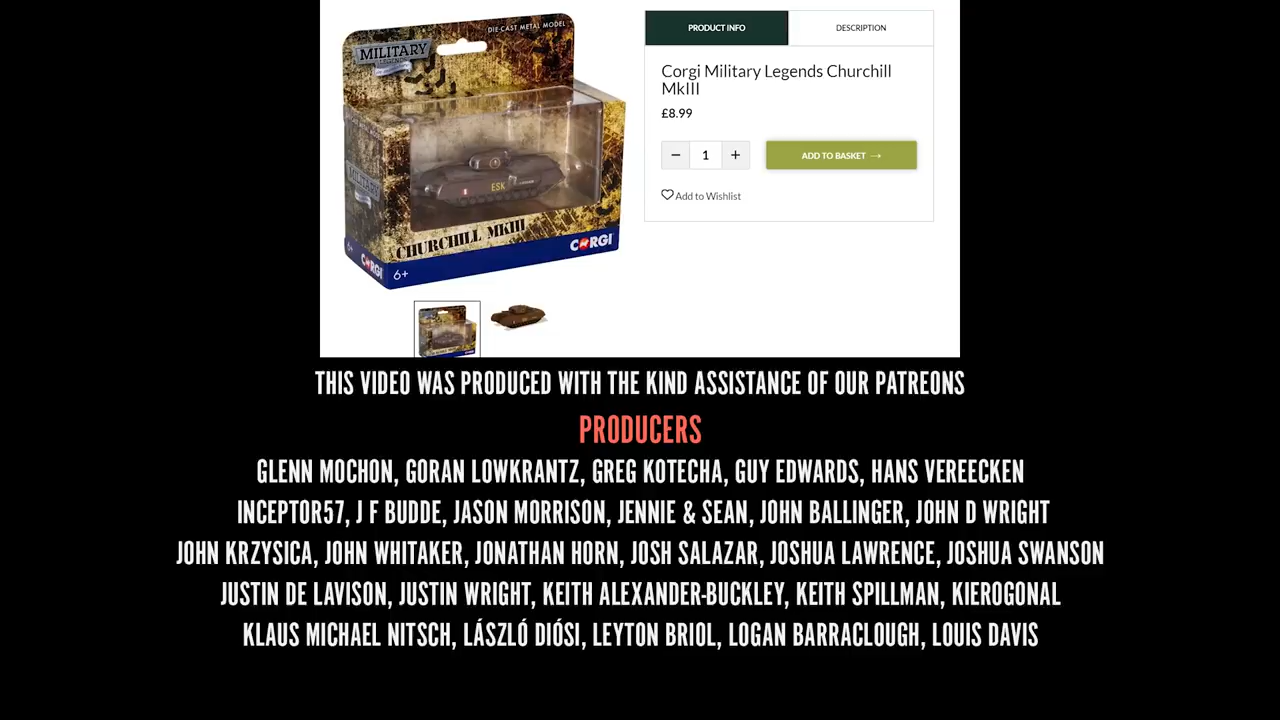 DIE-CAST METAL MODEL
MILITARY
LEGENDS
PRODUCT INFO
DESCRIPTION
Corgi Military Legends Churchill
MkIII
£8.99
1
ADD TO BASKET
Add to Wishlist
MILITARY
ESK
CHURCHILL MKIII
CORGI
CORGI
6+
6+
THIS VIDEO WAS PRODUCED WITH THE KIND ASSISTANCE OF OUR PATREONS
PRODUCERS
GLENN MOCHON, GORAN LOWKRANTZ, GREG KOTECHA, GUY EDWARDS, HANS VEREECKEN
INCEPTOR57, J F BUDDE, JASON MORRISON, JENNIE & SEAN, JOHN BALLINGER, JOHN D WRIGHT
JOHN KRZYSICA, JOHN WHITAKER, JONATHAN HORN, JOSH SALAZAR, JOSHUA LAWRENCE, JOSHUA SWANSON
JUSTIN DE LAVISON, JUSTIN WRIGHT, KEITH ALEXANDER-BUCKLEY, KEITH SPILLMAN, KIEROGONAL
KLAUS MICHAEL NITSCH, LÁSZLÓ DIÓSI, LEYTON BRIOL, LOGAN BARRACLOUGH, LOUIS DAVIS